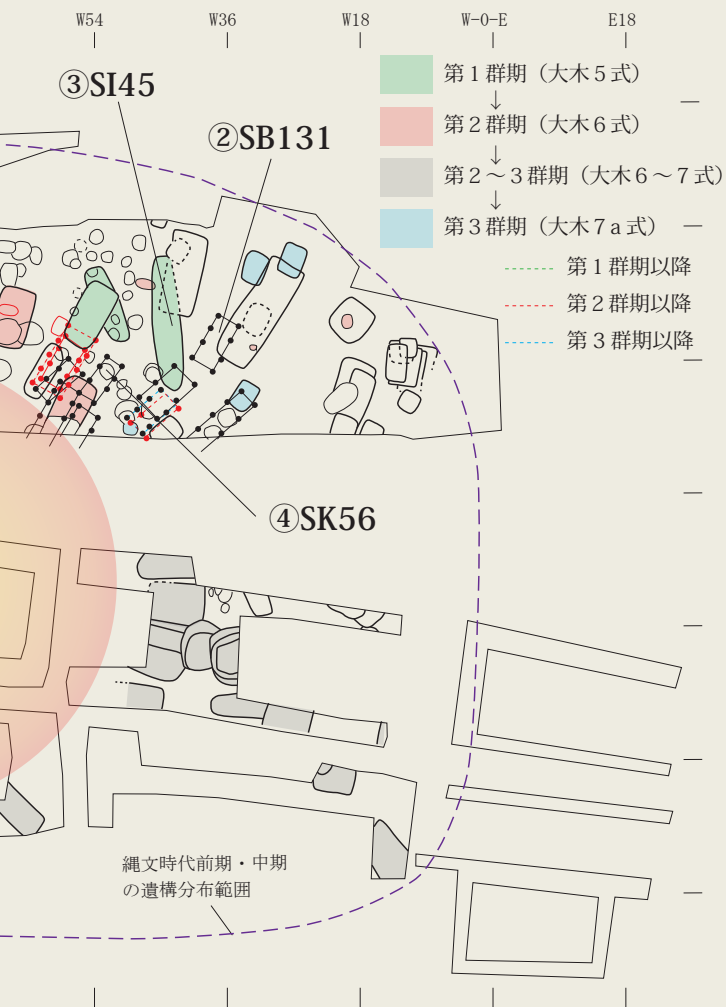 W54 W36 W18 W-O-E E18
③SI45
②SB131
第1群期（大木5式）
↓
第2群期（大木6式）
↓
第2～3群期（大木6～7式）
↓
第3群期（大木7a式）
第1群期以降
第2群期以降
第3群期以降
④SK56
縄文時代前期・中期
の遺構分布範囲